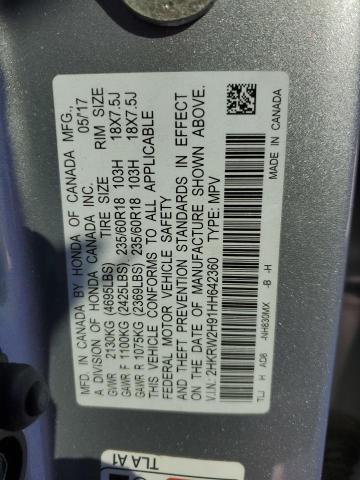 MFD. IN CANADA BY HONDA OF CANADA MFG.,
A DIVISION OF HONDA CANADA INC. 05/17
TIRE SIZE RIM SIZE
GVWR 2130KG (4695LBS)
GAWR F 1100KG (2425LBS) 235/60R18 103H 18X7.5J
GAWR R 1075KG (2369LBS) 235/60R18 103H 18X7.5J
THIS VEHICLE CONFORMS TO ALL APPLICABLE
FEDERAL MOTOR VEHICLE SAFETY
AND THEFT PREVENTION STANDARDS IN EFFECT
ON THE DATE OF MANUFACTURE SHOWN ABOVE.
V.I.N.: 2HKRW2H91HH642360 TYPE: MPV
MADE IN CANADA
TLJ H AD8 -NH830MX -B -H
TLA A1